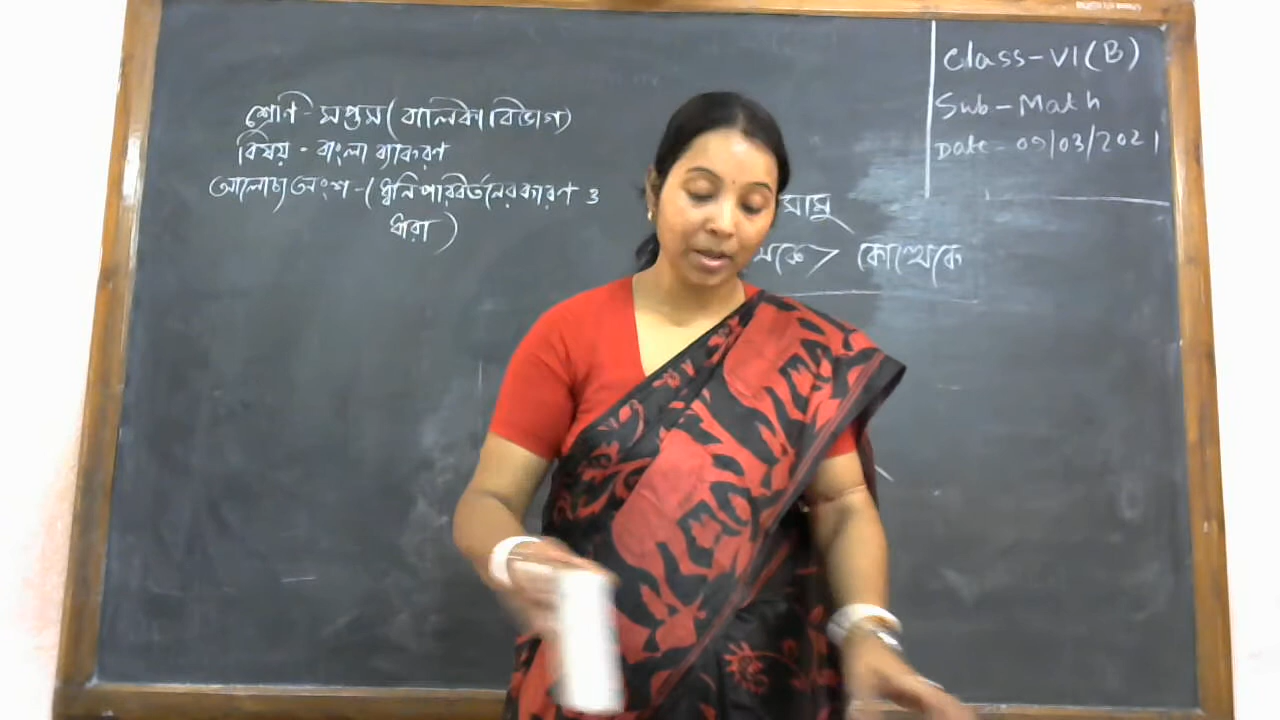 শ্রেণি - সপ্তম (বালিকা বিভাগ)
বিষয় - বাংলা ব্যাকরণ
আলোচ্য অংশ - (ধ্বনি পরিবর্তনের কারণ ও
ধারা)
মামু
> কোত্থেকে
Class-VI(B)
Sub-Math
Date-09/03/2021